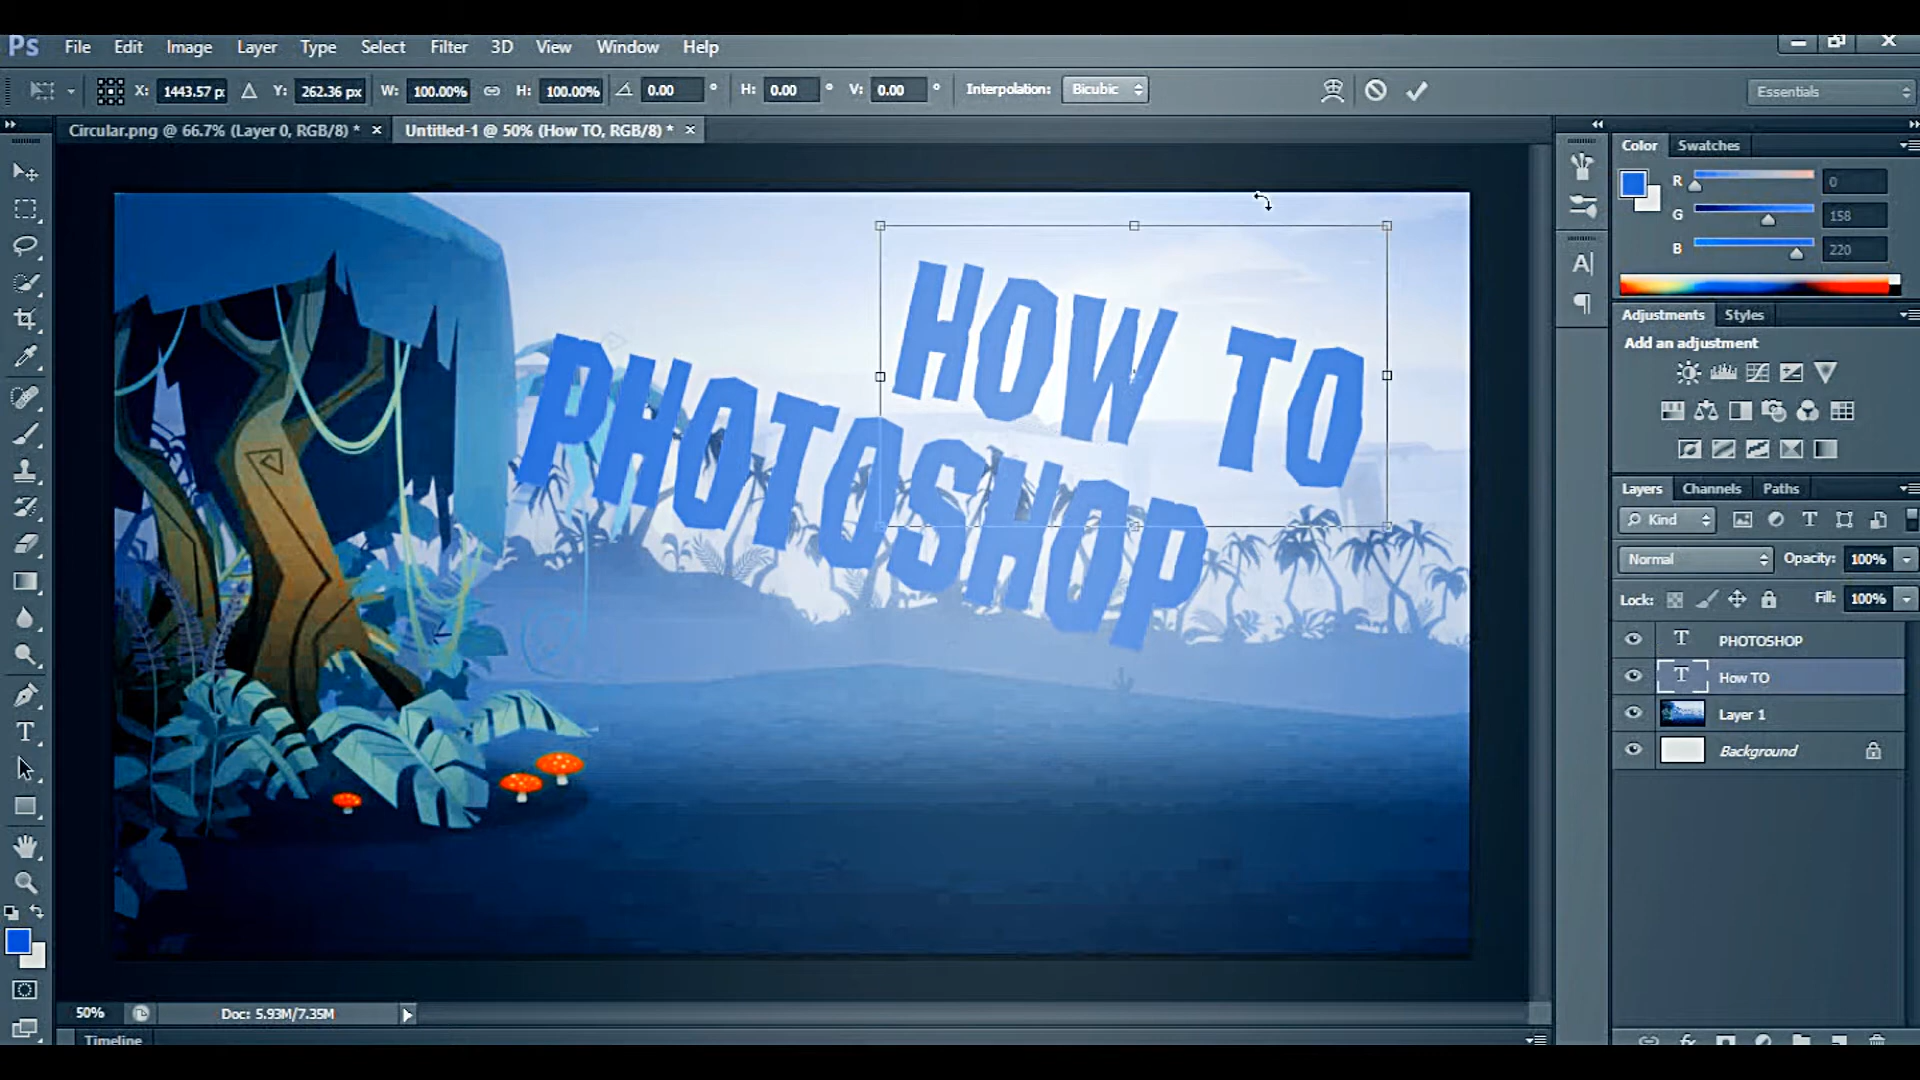 Ps File Edit Image Layer Type Select Filter 3D View Window Help
X: 1443.57 p Y: 262.36 px W: 100.00% H: 100.00% 0.00 ° H: 0.00 ° V: 0.00 ° Interpolation: Bicubic Essentials
Circular.png @ 66.7% (Layer 0, RGB/8) * × Untitled-1 @ 50% (How TO, RGB/8) * ×
Color Swatches
R 0
G 158
B 220
HOW TO
PHOTOSHOP
Adjustments Styles
Add an adjustment
Layers Channels Paths
Kind
Normal Opacity: 100%
Lock: Fill: 100%
T PHOTOSHOP
T How TO
Layer 1
Background
50% Doc: 5.93M/7.35M
Timeline